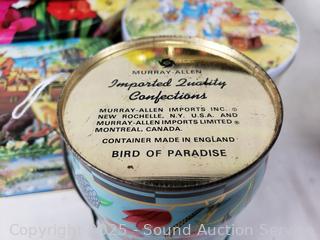 MURRAY-ALLEN
Imported Quality
Confections
MURRAY-ALLEN IMPORTS INC. ©
NEW ROCHELLE, N.Y. U.S.A. AND
MURRAY-ALLEN IMPORTS LIMITED ®
MONTREAL, CANADA.
CONTAINER MADE IN ENGLAND
BIRD OF PARADISE
Copyright 2025 - Sound Auction Service